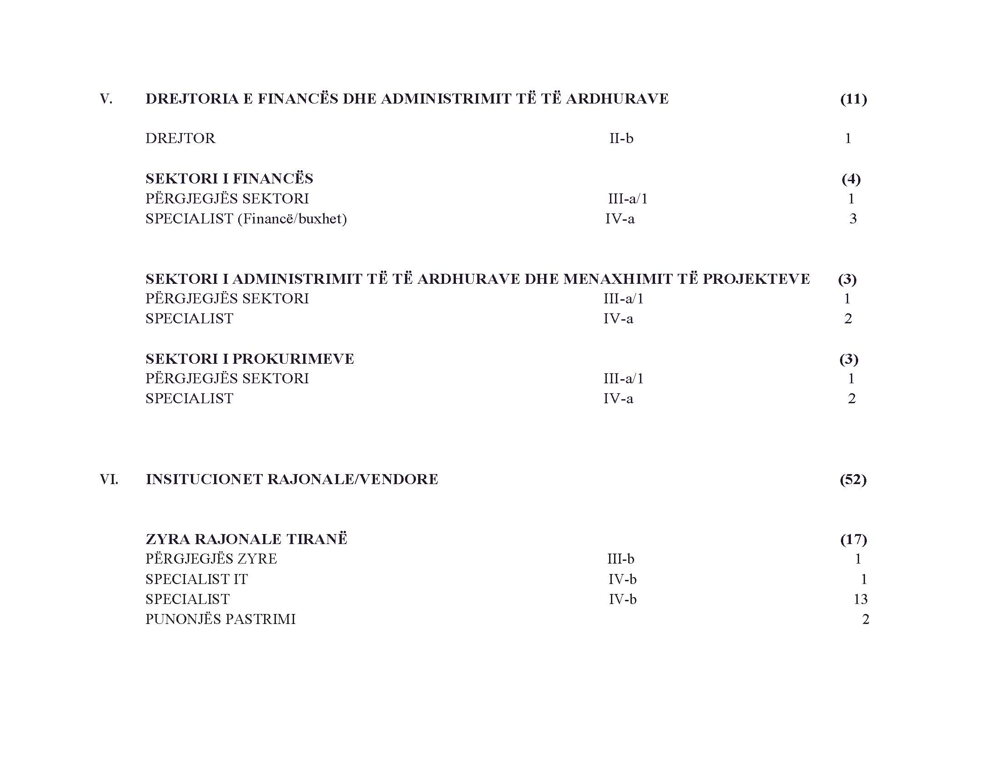 V. DREJTORIA E FINANCËS DHE ADMINISTRIMIT TË TË ARDHURAVE (11)
DREJTOR II-b 1
SEKTORI I FINANCËS (4)
PËRGJEGJËS SEKTORI III-a/1 1
SPECIALIST (Financë/buxhet) IV-a 3
SEKTORI I ADMINISTRIMIT TË TË ARDHURAVE DHE MENAXHIMIT TË PROJEKTEVE (3)
PËRGJEGJËS SEKTORI III-a/1 1
SPECIALIST IV-a 2
SEKTORI I PROKURIMEVE (3)
PËRGJEGJËS SEKTORI III-a/1 1
SPECIALIST IV-a 2
VI. INSITUCIONET RAJONALE/VENDORE (52)
ZYRA RAJONALE TIRANË (17)
PËRGJEGJËS ZYRE III-b 1
SPECIALIST IT IV-b 1
SPECIALIST IV-b 13
PUNONJËS PASTRIMI 2